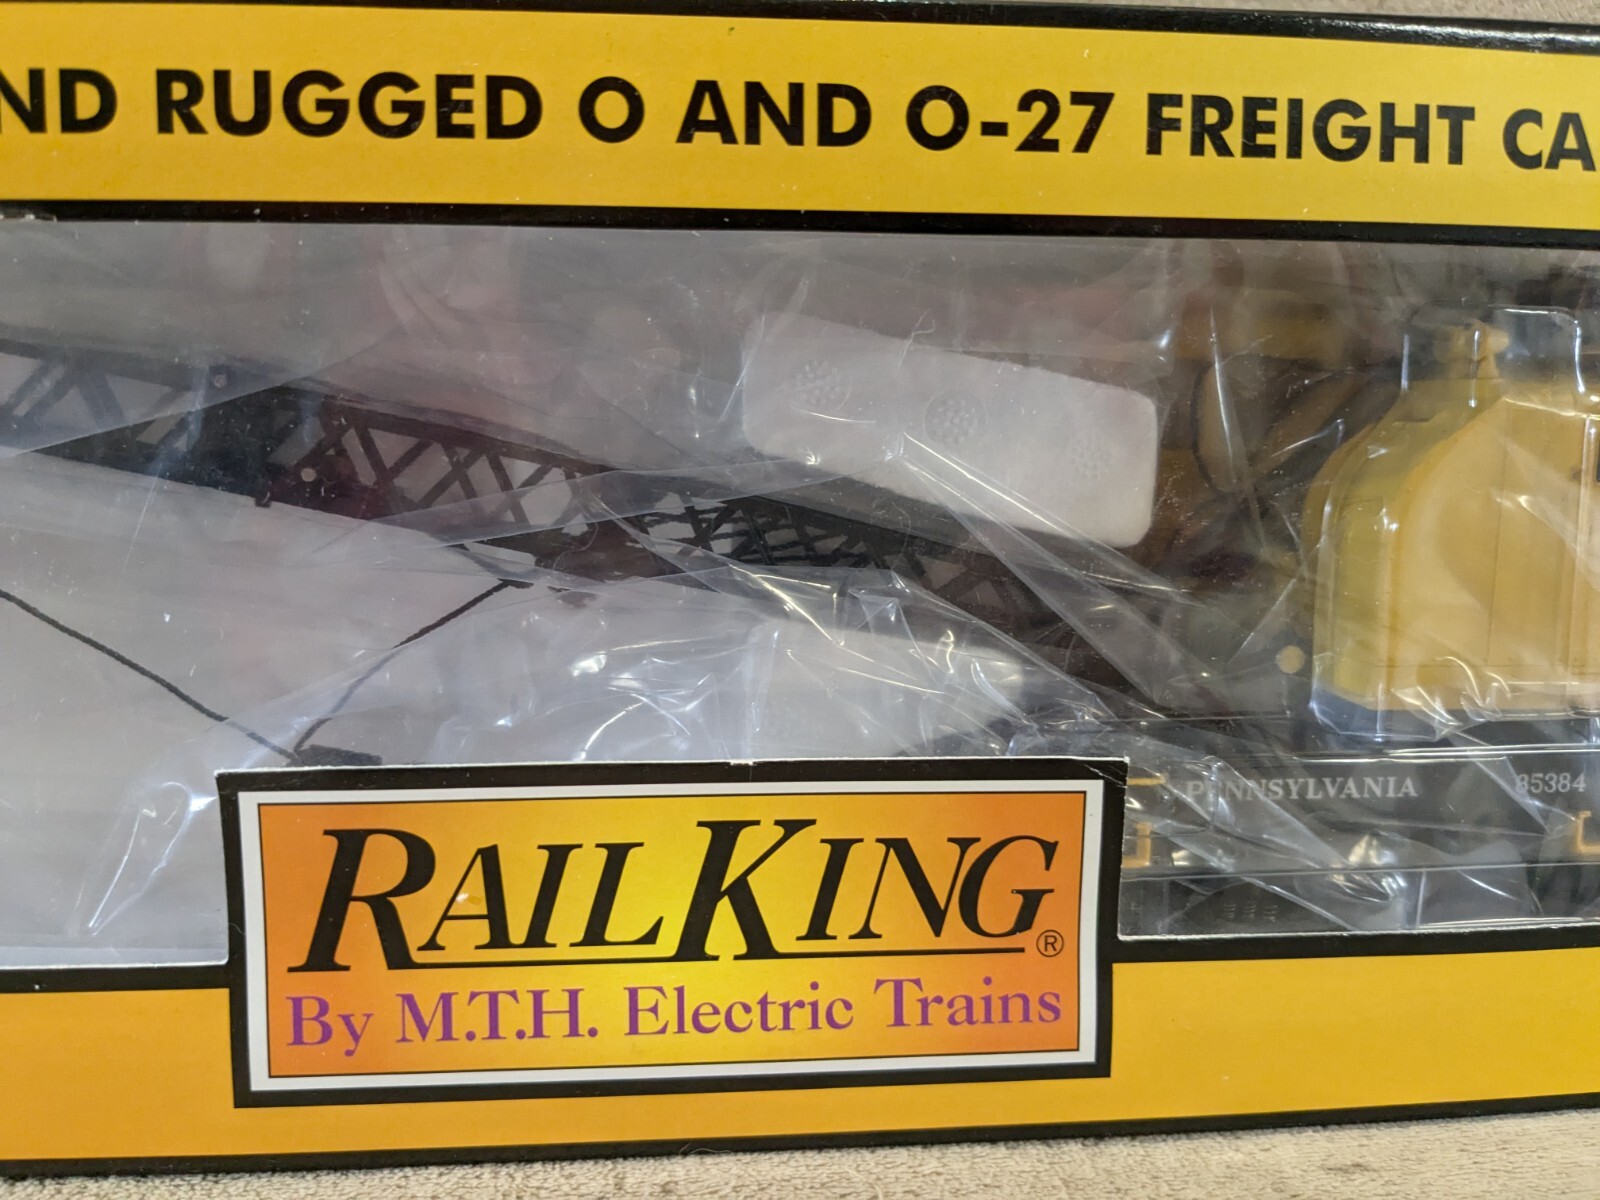 ND RUGGED O AND O-27 FREIGHT CA
PENNSYLVANIA 85384
RAILKING®
By M.T.H. Electric Trains